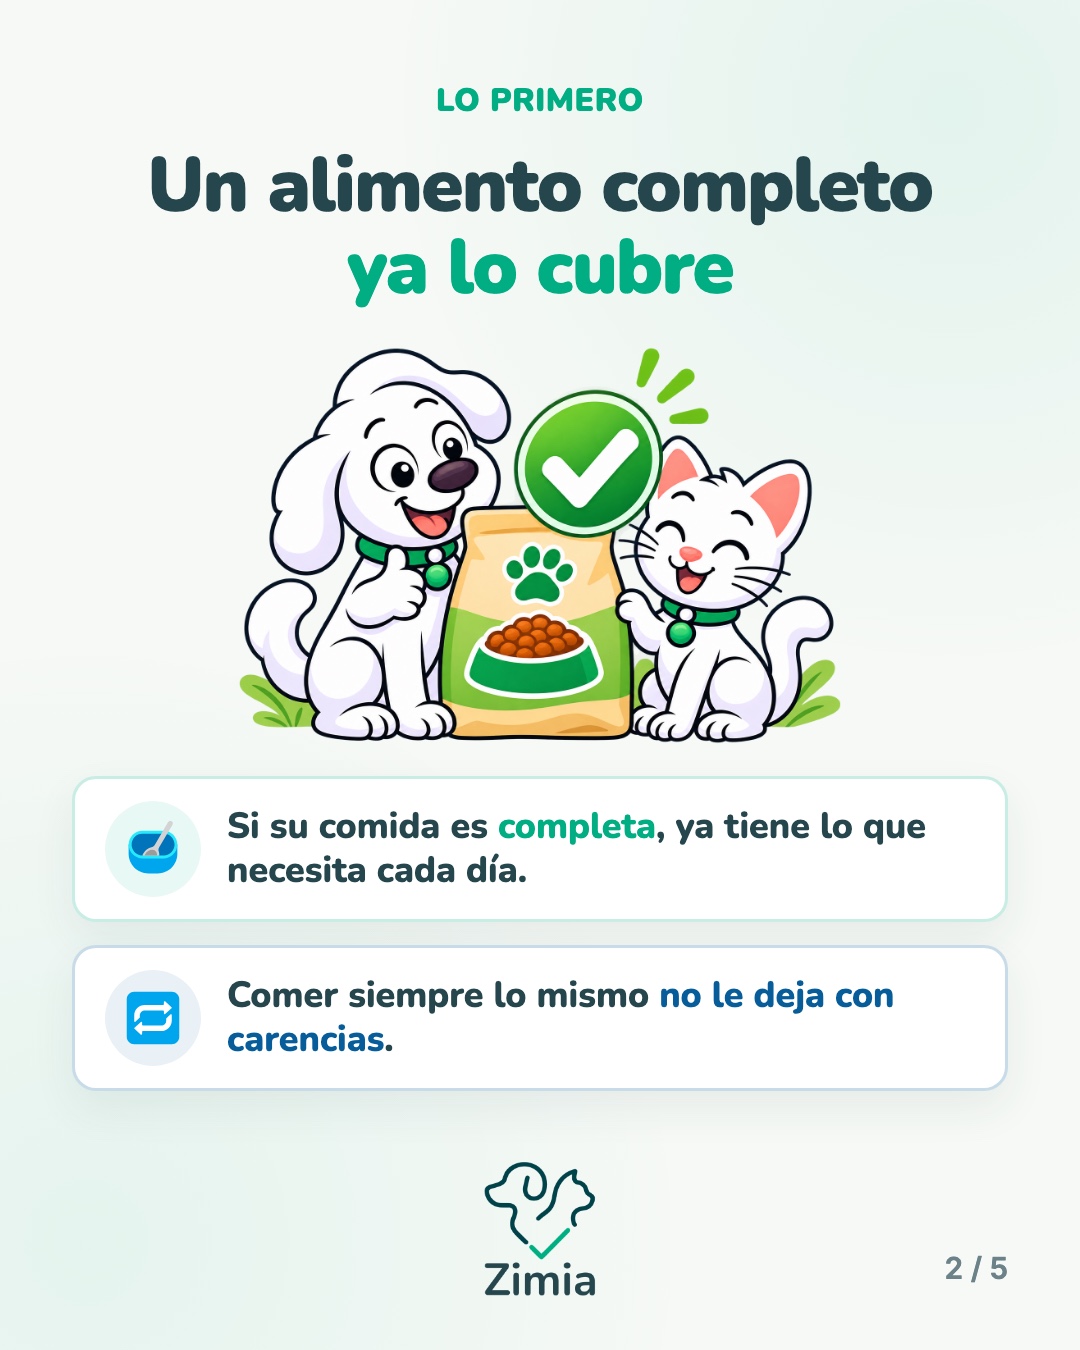 LO PRIMERO
Un alimento completo
ya lo cubre
Si su comida es completa, ya tiene lo que
necesita cada día.
Comer siempre lo mismo no le deja con
carencias.
Zimia
2 / 5